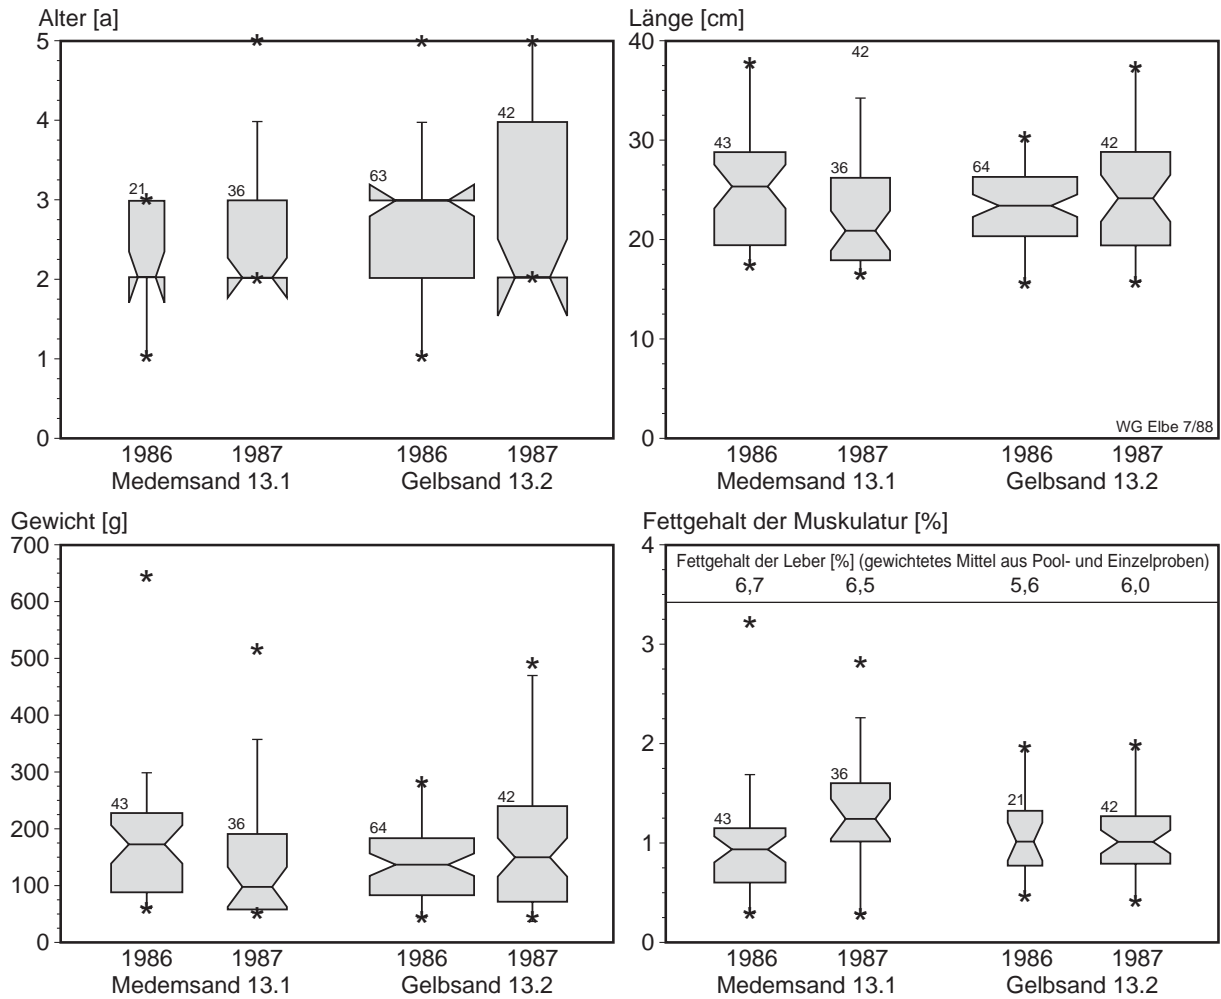 Alter [a]
5
4
3
2
1
0
21
36
63
42
1986 1987 1986 1987
Medemsand 13.1 Gelbsand 13.2
Länge [cm]
40
30
20
10
0
43
36
42
64
42
WG Elbe 7/88
1986 1987 1986 1987
Medemsand 13.1 Gelbsand 13.2
Gewicht [g]
700
600
500
400
300
200
100
0
43
36
64
42
1986 1987 1986 1987
Medemsand 13.1 Gelbsand 13.2
Fettgehalt der Muskulatur [%]
4
3
2
1
0
Fettgehalt der Leber [%] (gewichtetes Mittel aus Pool- und Einzelproben)
6,7 6,5 5,6 6,0
43
36
21
42
1986 1987 1986 1987
Medemsand 13.1 Gelbsand 13.2